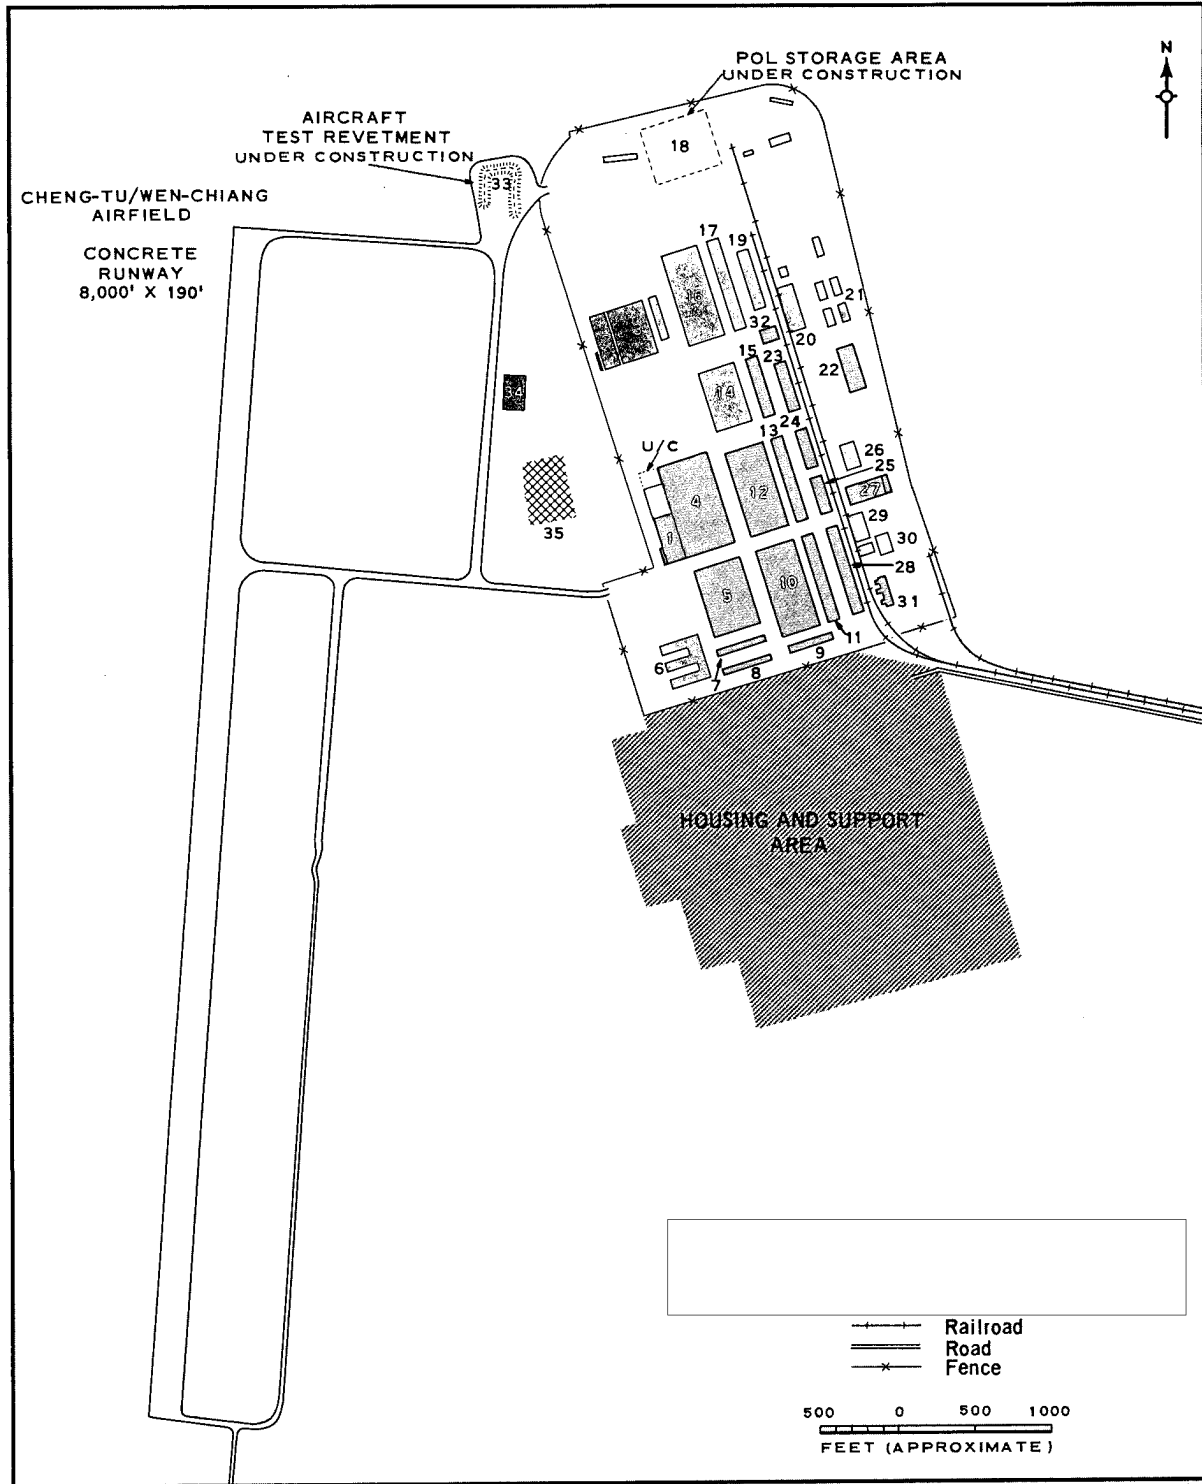 N
POL STORAGE AREA
UNDER CONSTRUCTION
AIRCRAFT
TEST REVETMENT
UNDER CONSTRUCTION
18
33
CHENG-TU/WEN-CHIANG
AIRFIELD
CONCRETE
RUNWAY
8,000' X 190'
17
19
16
21
32
20
15
23
22
34
14
13
24
U/C
26
25
4
12
27
35
1
29
30
28
5
10
31
11
6
9
7
8
HOUSING AND SUPPORT
AREA
Railroad
Road
Fence
500 0 500 1000
FEET (APPROXIMATE)